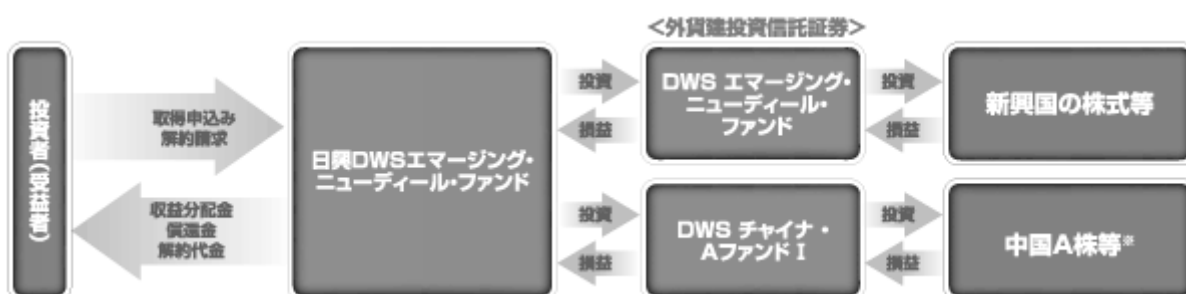 <外貨建投資信託証券>
投資者(受益者)
取得申込み
解約請求
収益分配金
償還金
解約代金
日興DWSエマージング・
ニューディール・ファンド
投資
損益
DWS エマージング・
ニューディール・
ファンド
投資
損益
新興国の株式等
投資
損益
DWS チャイナ・
AファンドⅠ
投資
損益
中国A株等※